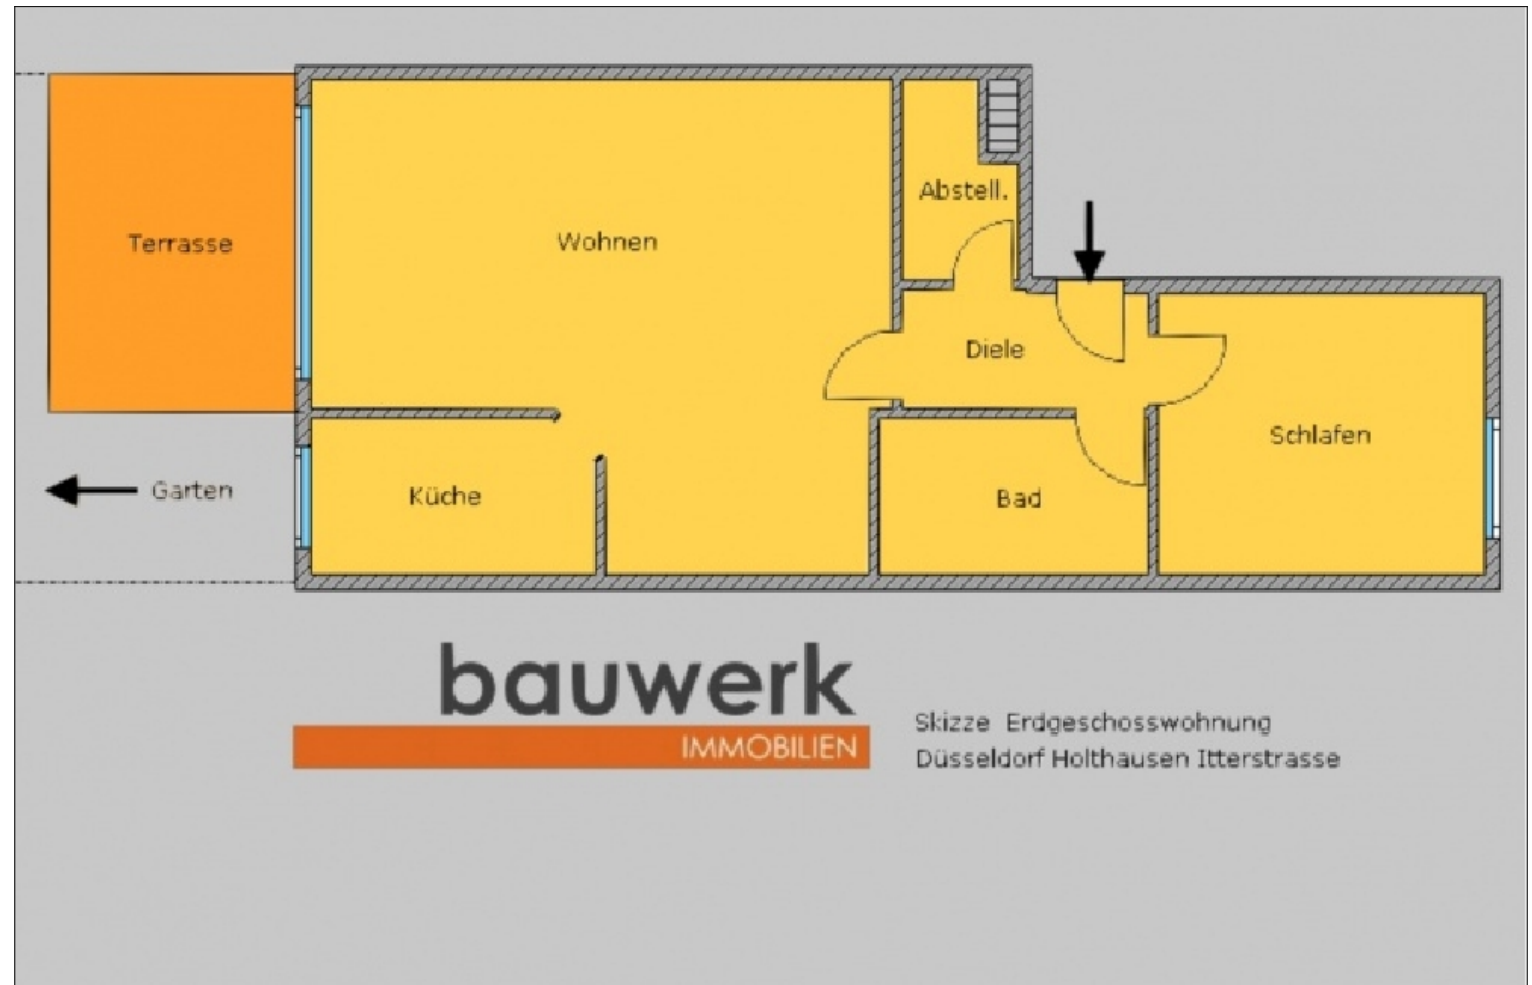 Abstell.
Terrasse
Wohnen
Diele
Schlafen
Garten
Küche
Bad
bauwerk
IMMOBILIEN
Skizze Erdgeschosswohnung
Düsseldorf Holthausen Itterstrasse